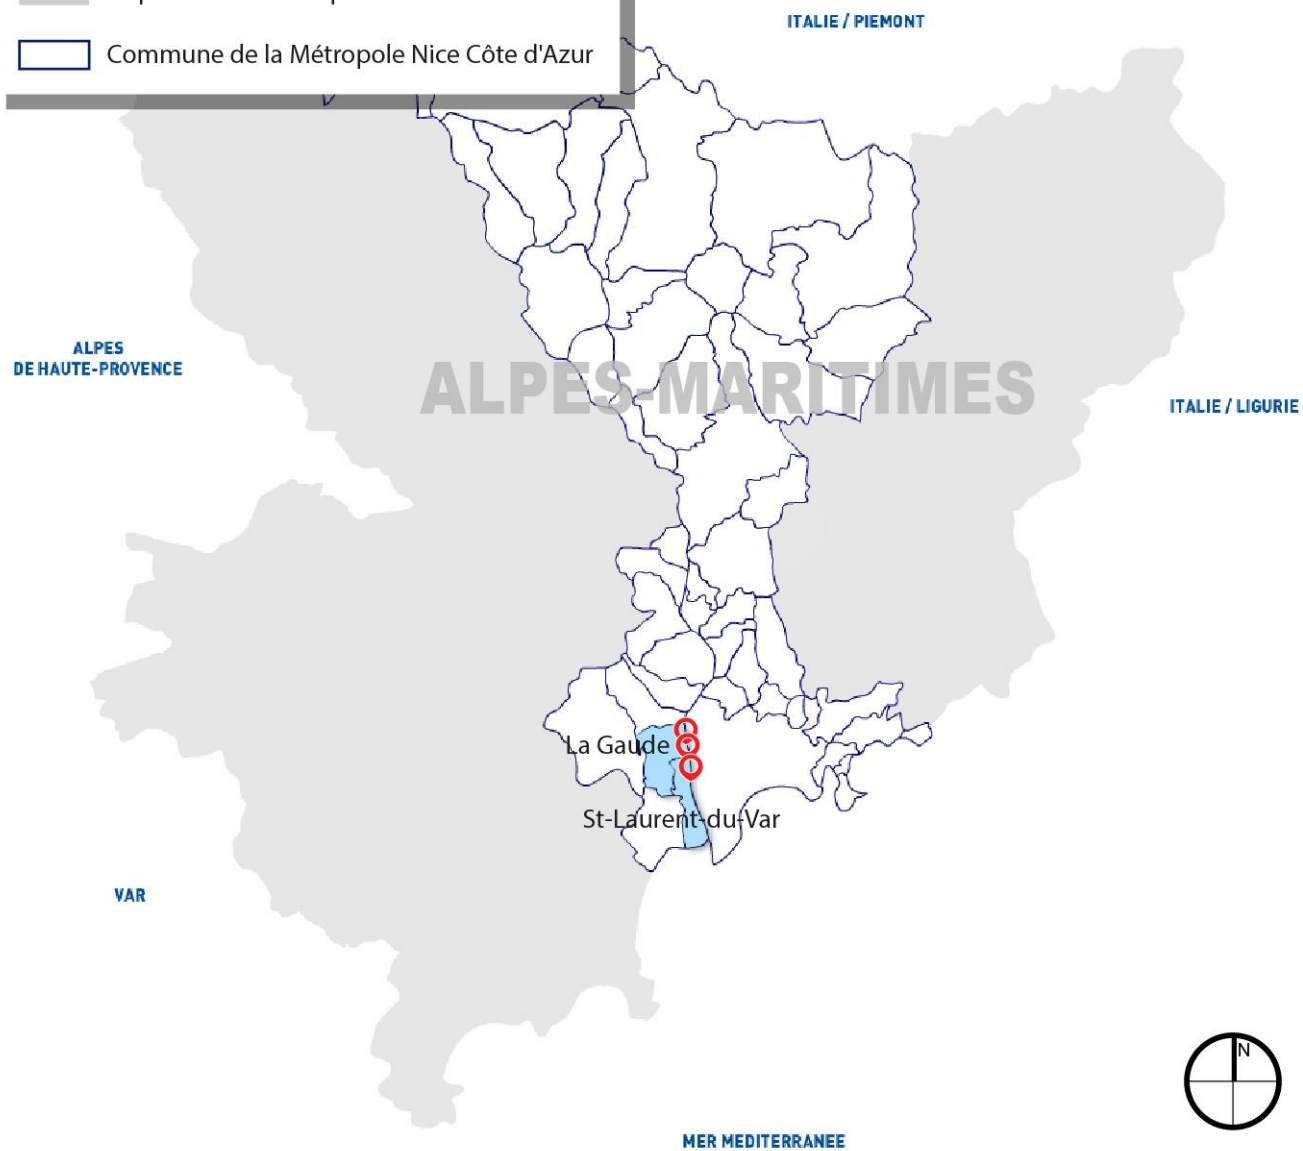 ITALIE / PIEMONT
Commune de la Métropole Nice Côte d'Azur
ALPES
DE HAUTE-PROVENCE
ALPES-MARITIMES
ITALIE / LIGURIE
La Gaude
St-Laurent-du-Var
VAR
N
MER MEDITERRANEE